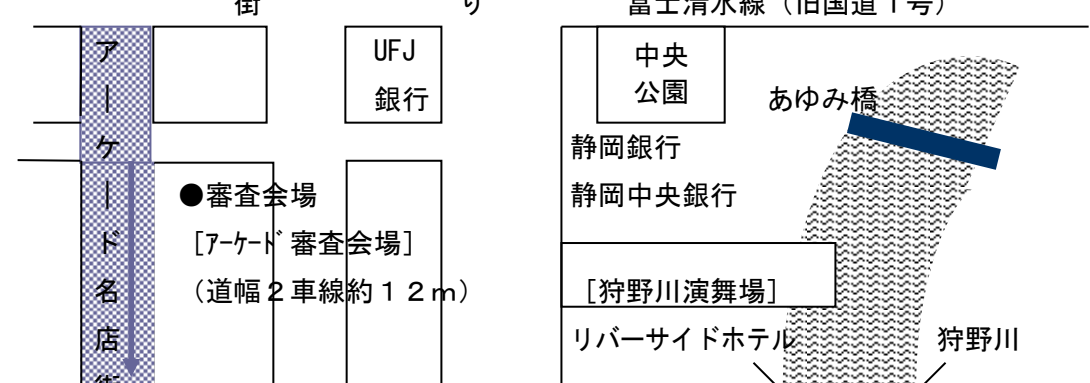 街
り
富士清水線（旧国道１号）
アーケード名店街
UFJ
銀行
中央
公園
あゆみ橋
静岡銀行
静岡中央銀行
●審査会場
［ｱｰｹｰﾄﾞ審査会場］
（道幅２車線約１２ｍ）
［狩野川演舞場］
リバーサイドホテル
狩野川